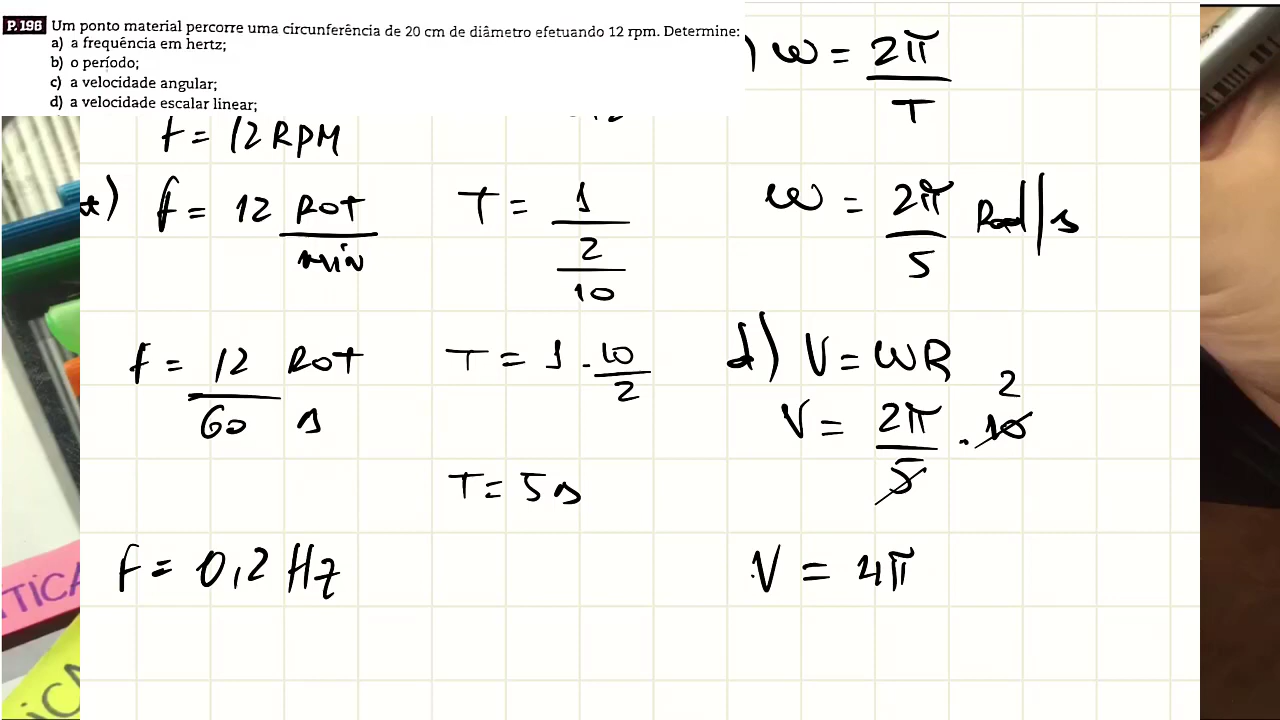 P.196 Um ponto material percorre uma circunferência de 20 cm de diâmetro efetuando 12 rpm. Determine:
a) a frequência em hertz;
b) o período;
c) a velocidade angular;
d) a velocidade escalar linear;
f = 12 RPM
a) f = 12 Rot
min
f = 12 Rot
60 s
f = 0,2 Hz
T = 1
2
10
T = 1 . 10
2
T = 5 s
) ω = 2π
T
ω = 2π Rad/s
5
d) V = ωR
2
V = 2π . 10
5
V = 4π